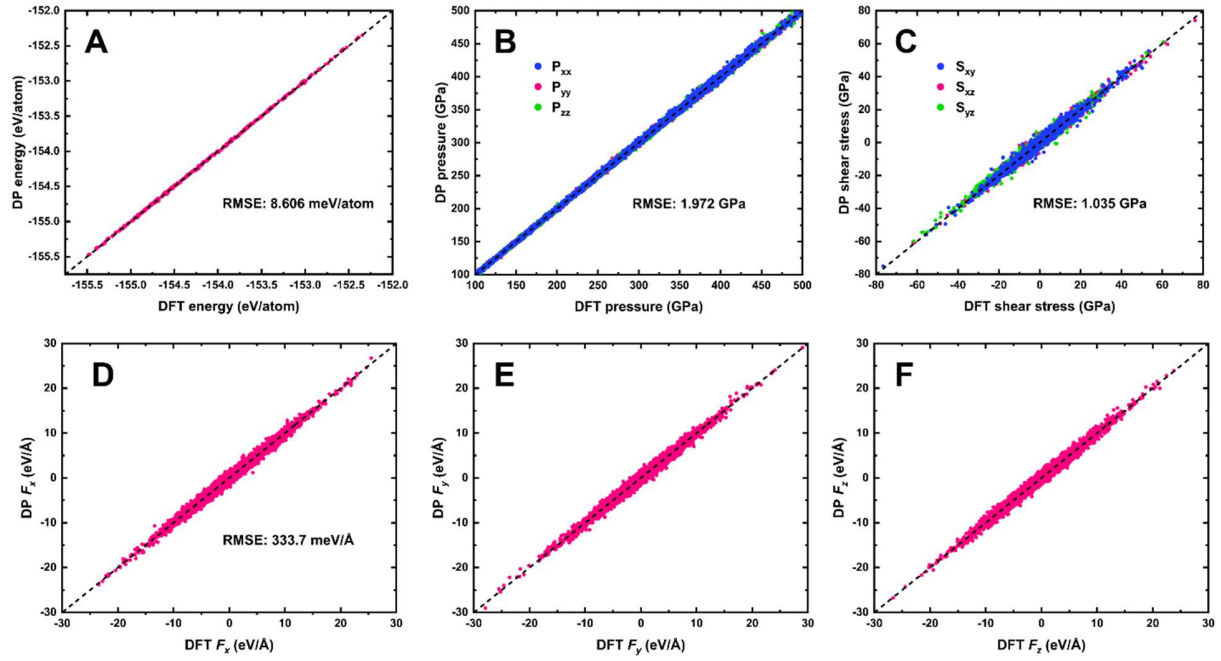 A
-152.0
-152.5
-153.0
-153.5
-154.0
-154.5
-155.0
-155.5
DP energy (eV/atom)
RMSE: 8.606 meV/atom
-155.5 -155.0 -154.5 -154.0 -153.5 -153.0 -152.5 -152.0
DFT energy (eV/atom)
B
500
450
400
350
300
250
200
150
100
DP pressure (GPa)
Pxx
Pyy
Pzz
RMSE: 1.972 GPa
100 150 200 250 300 350 400 450 500
DFT pressure (GPa)
C
80
60
40
20
0
-20
-40
-60
-80
DP shear stress (GPa)
Sxy
Sxz
Syz
RMSE: 1.035 GPa
-80 -60 -40 -20 0 20 40 60 80
DFT shear stress (GPa)
D
30
20
10
0
-10
-20
-30
DP Fx (eV/Å)
RMSE: 333.7 meV/Å
-30 -20 -10 0 10 20 30
DFT Fx (eV/Å)
E
30
20
10
0
-10
-20
-30
DP Fy (eV/Å)
-30 -20 -10 0 10 20 30
DFT Fy (eV/Å)
F
30
20
10
0
-10
-20
-30
DP Fz (eV/Å)
-30 -20 -10 0 10 20 30
DFT Fz (eV/Å)